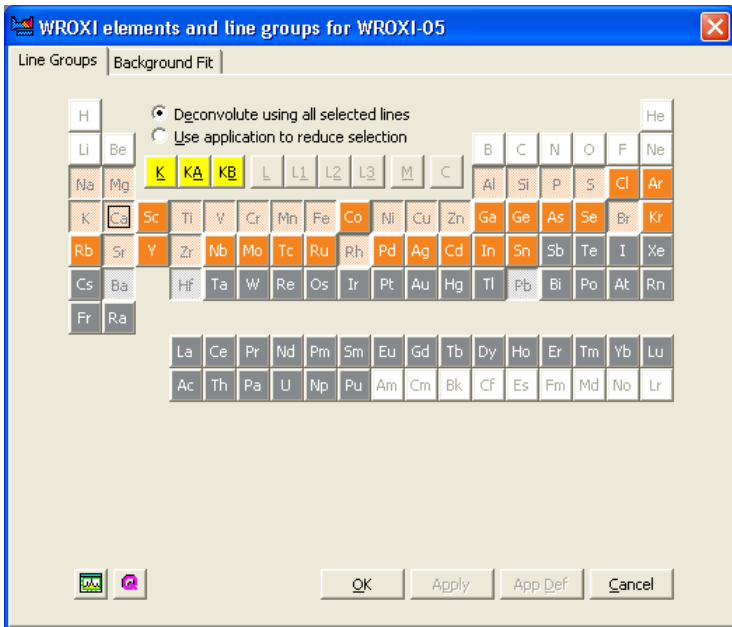 WROXI elements and line groups for WROXI-05
Line Groups Background Fit
H Deconvolute using all selected lines He
Li Be Use application to reduce selection B C N O F Ne
K KA KB L L1 L2 L3 M C
Na Mg Al Si P S Cl Ar
K Ca Sc Ti V Cr Mn Fe Co Ni Cu Zn Ga Ge As Se Br Kr
Rb Sr Y Zr Nb Mo Tc Ru Rh Pd Ag Cd In Sn Sb Te I Xe
Cs Ba Hf Ta W Re Os Ir Pt Au Hg Tl Pb Bi Po At Rn
Fr Ra
La Ce Pr Nd Pm Sm Eu Gd Tb Dy Ho Er Tm Yb Lu
Ac Th Pa U Np Pu Am Cm Bk Cf Es Fm Md No Lr
OK Apply App Def Cancel